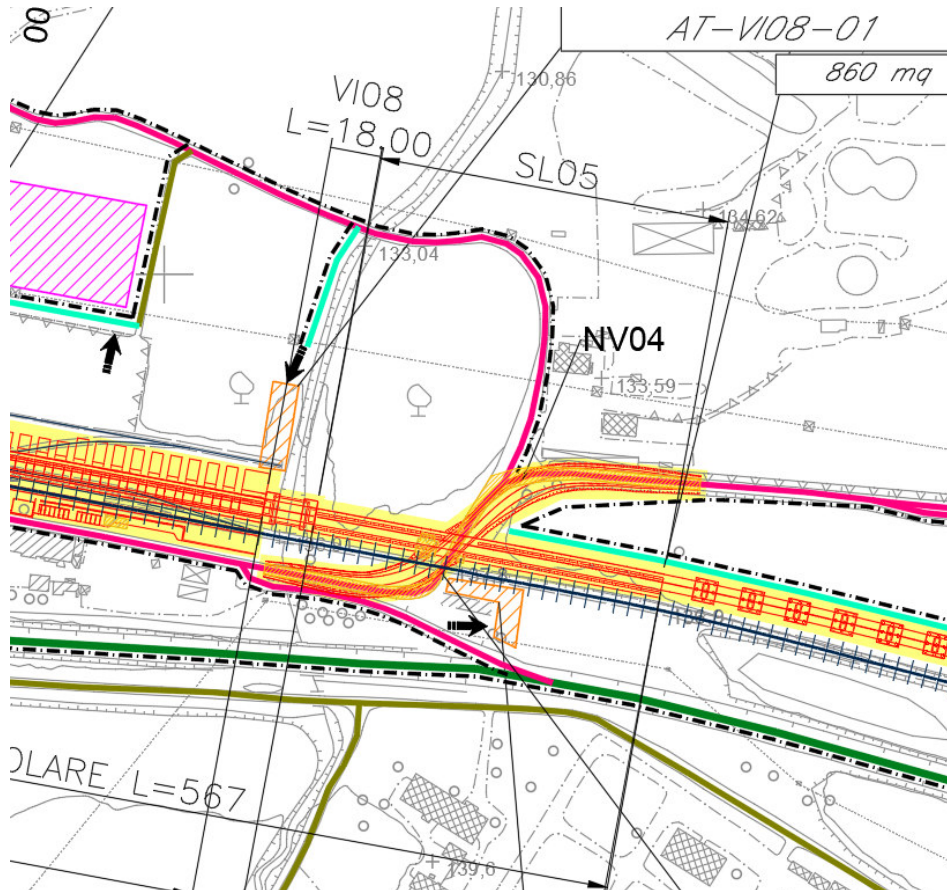 00
AT-VI08-01
860 mq
130,86
VI08
L=18.00
SL05
134,62
133,04
NV04
133,59
OLARE L=567
139,6